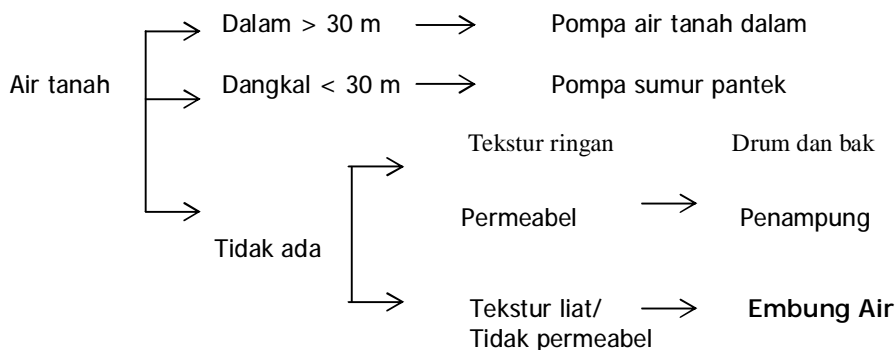 Dalam > 30 m Pompa air tanah dalam
Air tanah Dangkal < 30 m Pompa sumur pantek
Tekstur ringan Drum dan bak
Permeabel Penampung
Tidak ada
Tekstur liat/ Embung Air
Tidak permeabel